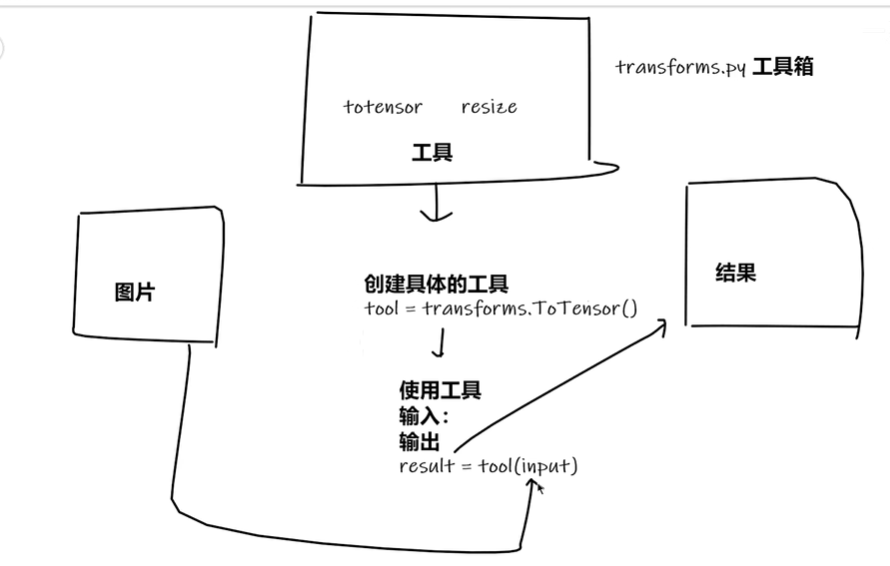 transforms.py 工具箱
totensor resize
工具
图片
创建具体的工具
tool = transforms.ToTensor()
结果
使用工具
输入：
输出
result = tool(input)